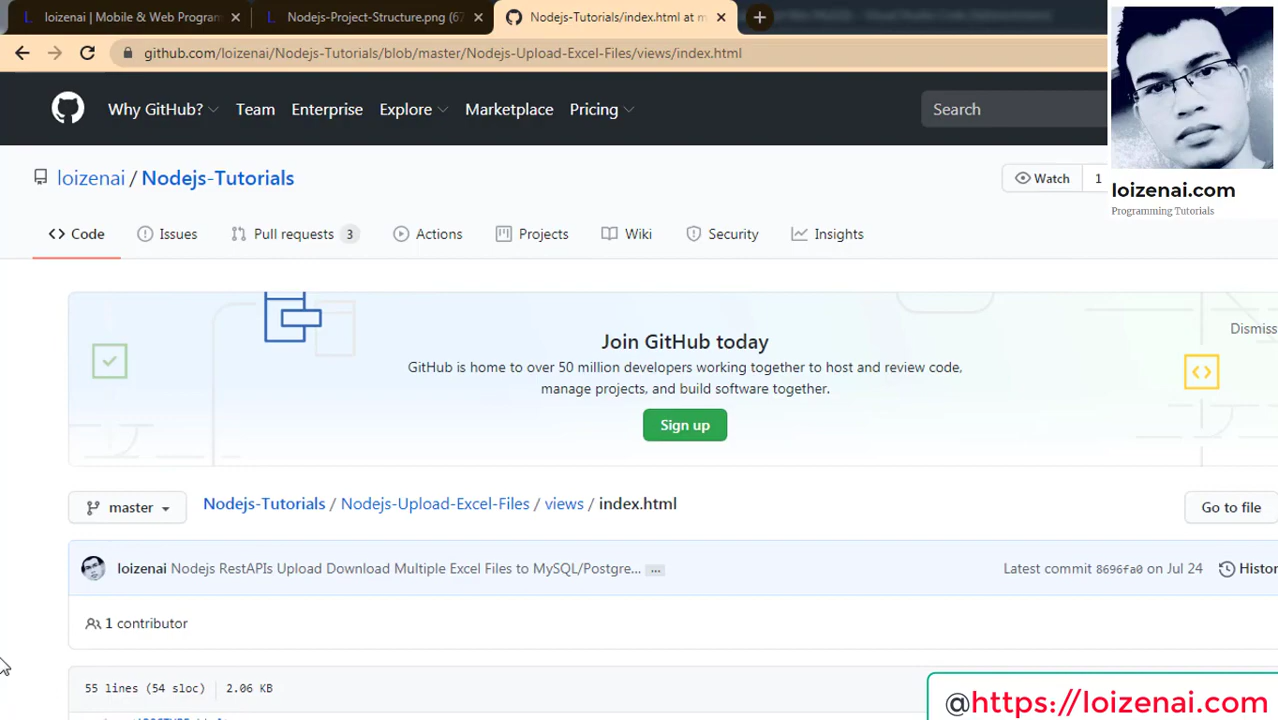 loizenai | Mobile & Web Program
Nodejs-Project-Structure.png (67
Nodejs-Tutorials/index.html at m
github.com/loizenai/Nodejs-Tutorials/blob/master/Nodejs-Upload-Excel-Files/views/index.html
Why GitHub? Team Enterprise Explore Marketplace Pricing
Search
loizenai.com
Programming Tutorials
loizenai / Nodejs-Tutorials
Watch 1
Code Issues Pull requests 3 Actions Projects Wiki Security Insights
Join GitHub today
Dismiss
GitHub is home to over 50 million developers working together to host and review code,
manage projects, and build software together.
Sign up
master
Nodejs-Tutorials / Nodejs-Upload-Excel-Files / views / index.html
Go to file
loizenai Nodejs RestAPIs Upload Download Multiple Excel Files to MySQL/Postgre... ...
Latest commit 8696fa0 on Jul 24 Histor
1 contributor
55 lines (54 sloc) 2.06 KB
@https://loizenai.com